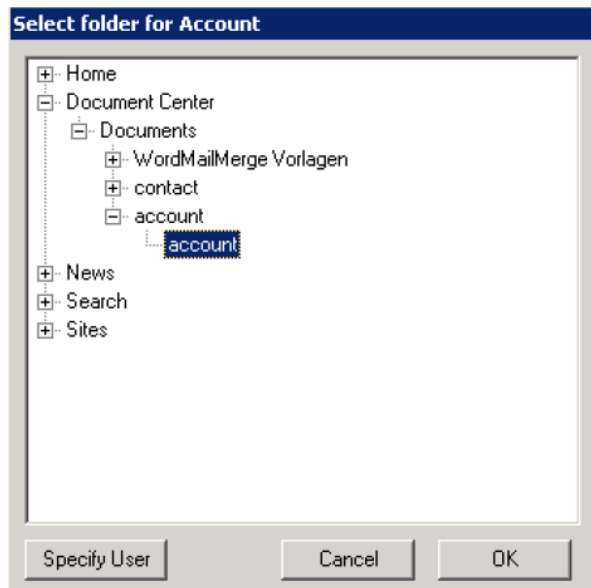 Select folder for Account
Home
Document Center
Documents
WordMailMerge Vorlagen
contact
account
account
News
Search
Sites
Specify User Cancel OK